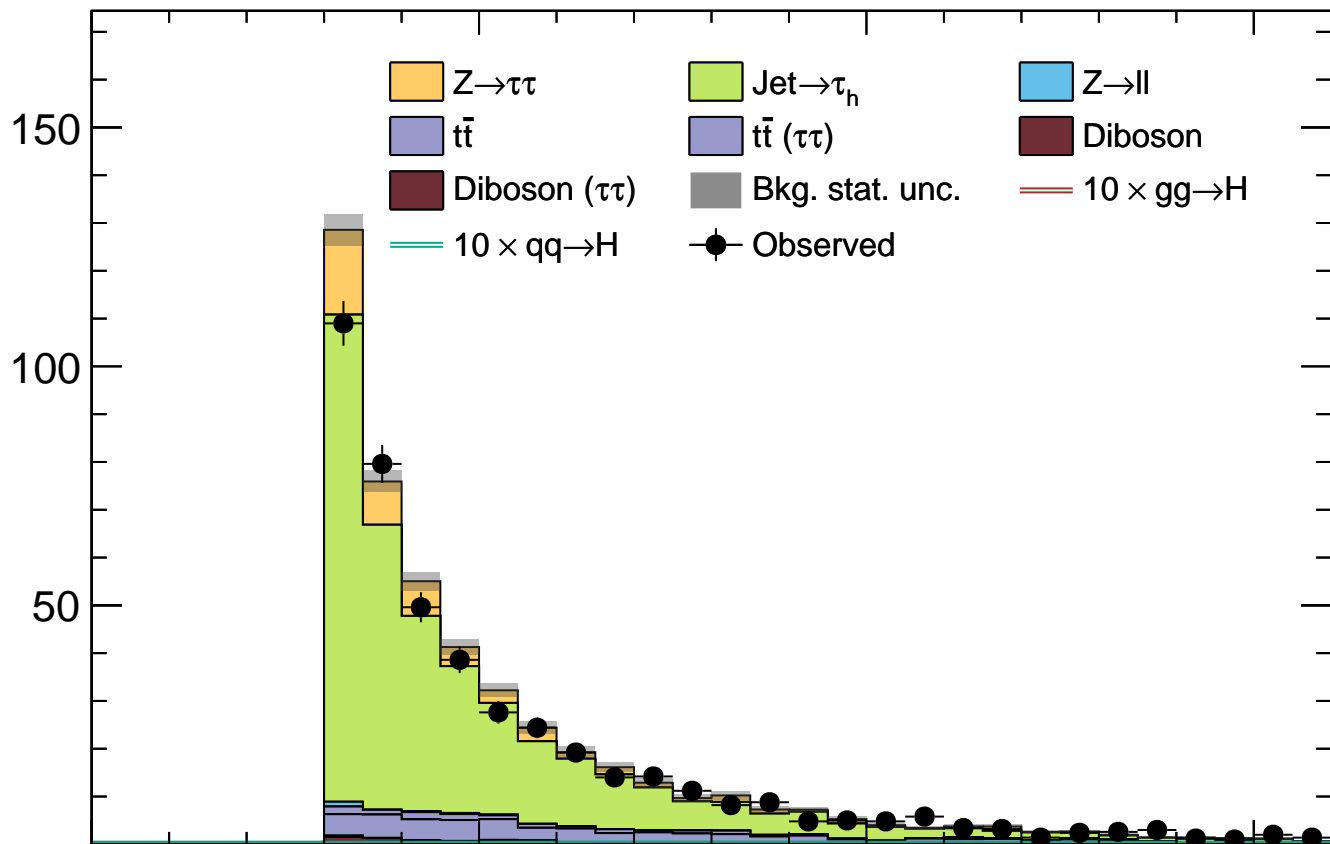 Z→ττ Jet→τh Z→ll
150
tt̄ tt̄ (ττ) Diboson
Diboson (ττ) Bkg. stat. unc. 10 × gg→H
10 × qq→H Observed
100
50